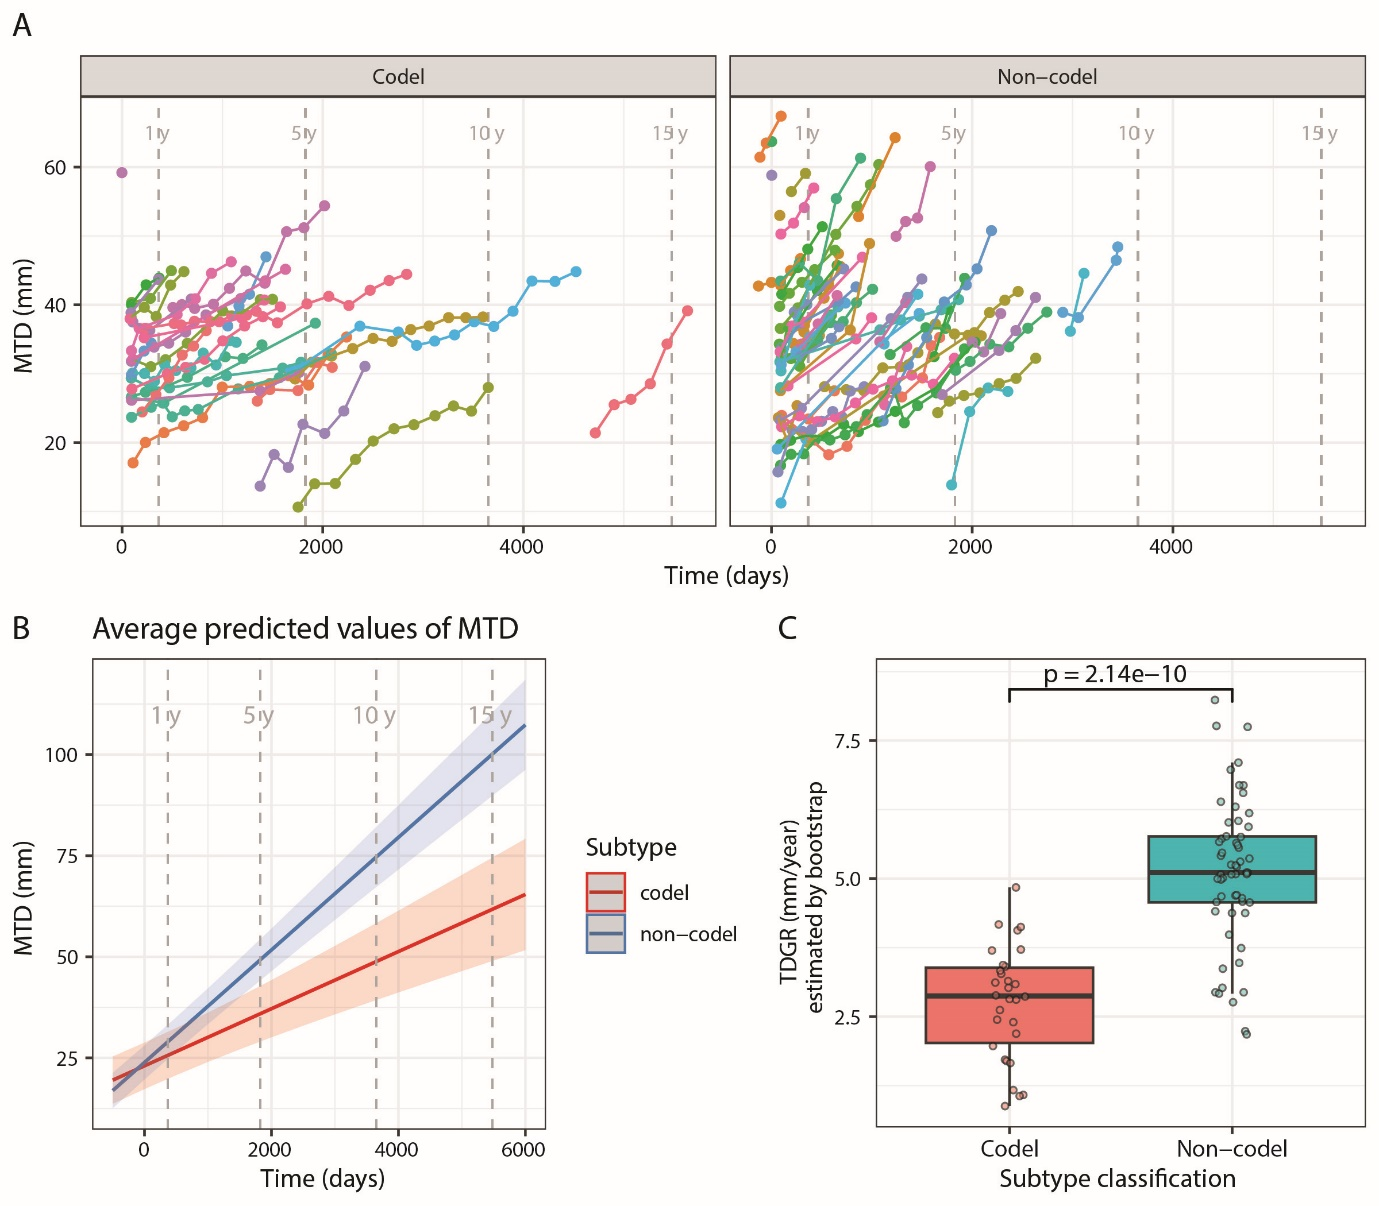 A
Codel
Non−codel
1 y
5 y
10 y
15 y
1 y
5 y
10 y
15 y
60
40
20
MTD (mm)
0
2000
4000
0
2000
4000
Time (days)
B
Average predicted values of MTD
1 y
5 y
10 y
15 y
100
75
50
25
MTD (mm)
0
2000
4000
6000
Time (days)
Subtype
codel
non−codel
C
p = 2.14e−10
7.5
5.0
2.5
TDGR (mm/year)
estimated by bootstrap
Codel
Non−codel
Subtype classification